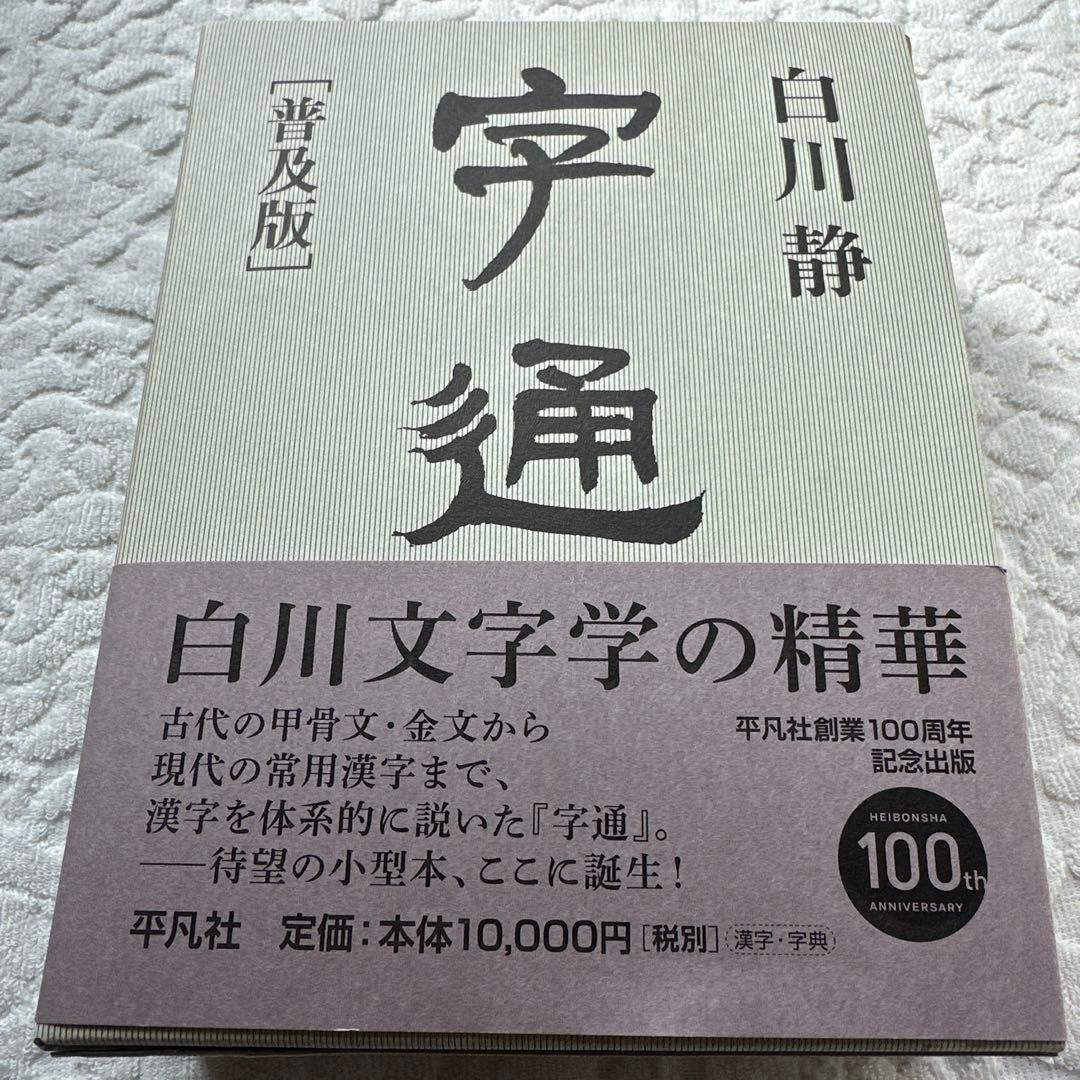 白川静
字通
［普及版］
白川文字学の精華
古代の甲骨文・金文から
現代の常用漢字まで、
漢字を体系的に説いた『字通』。
──待望の小型本、ここに誕生！
平凡社創業100周年
記念出版
HEIBONSHA
100th
ANNIVERSARY
平凡社　定価：本体10,000円［税別］（漢字・字典）